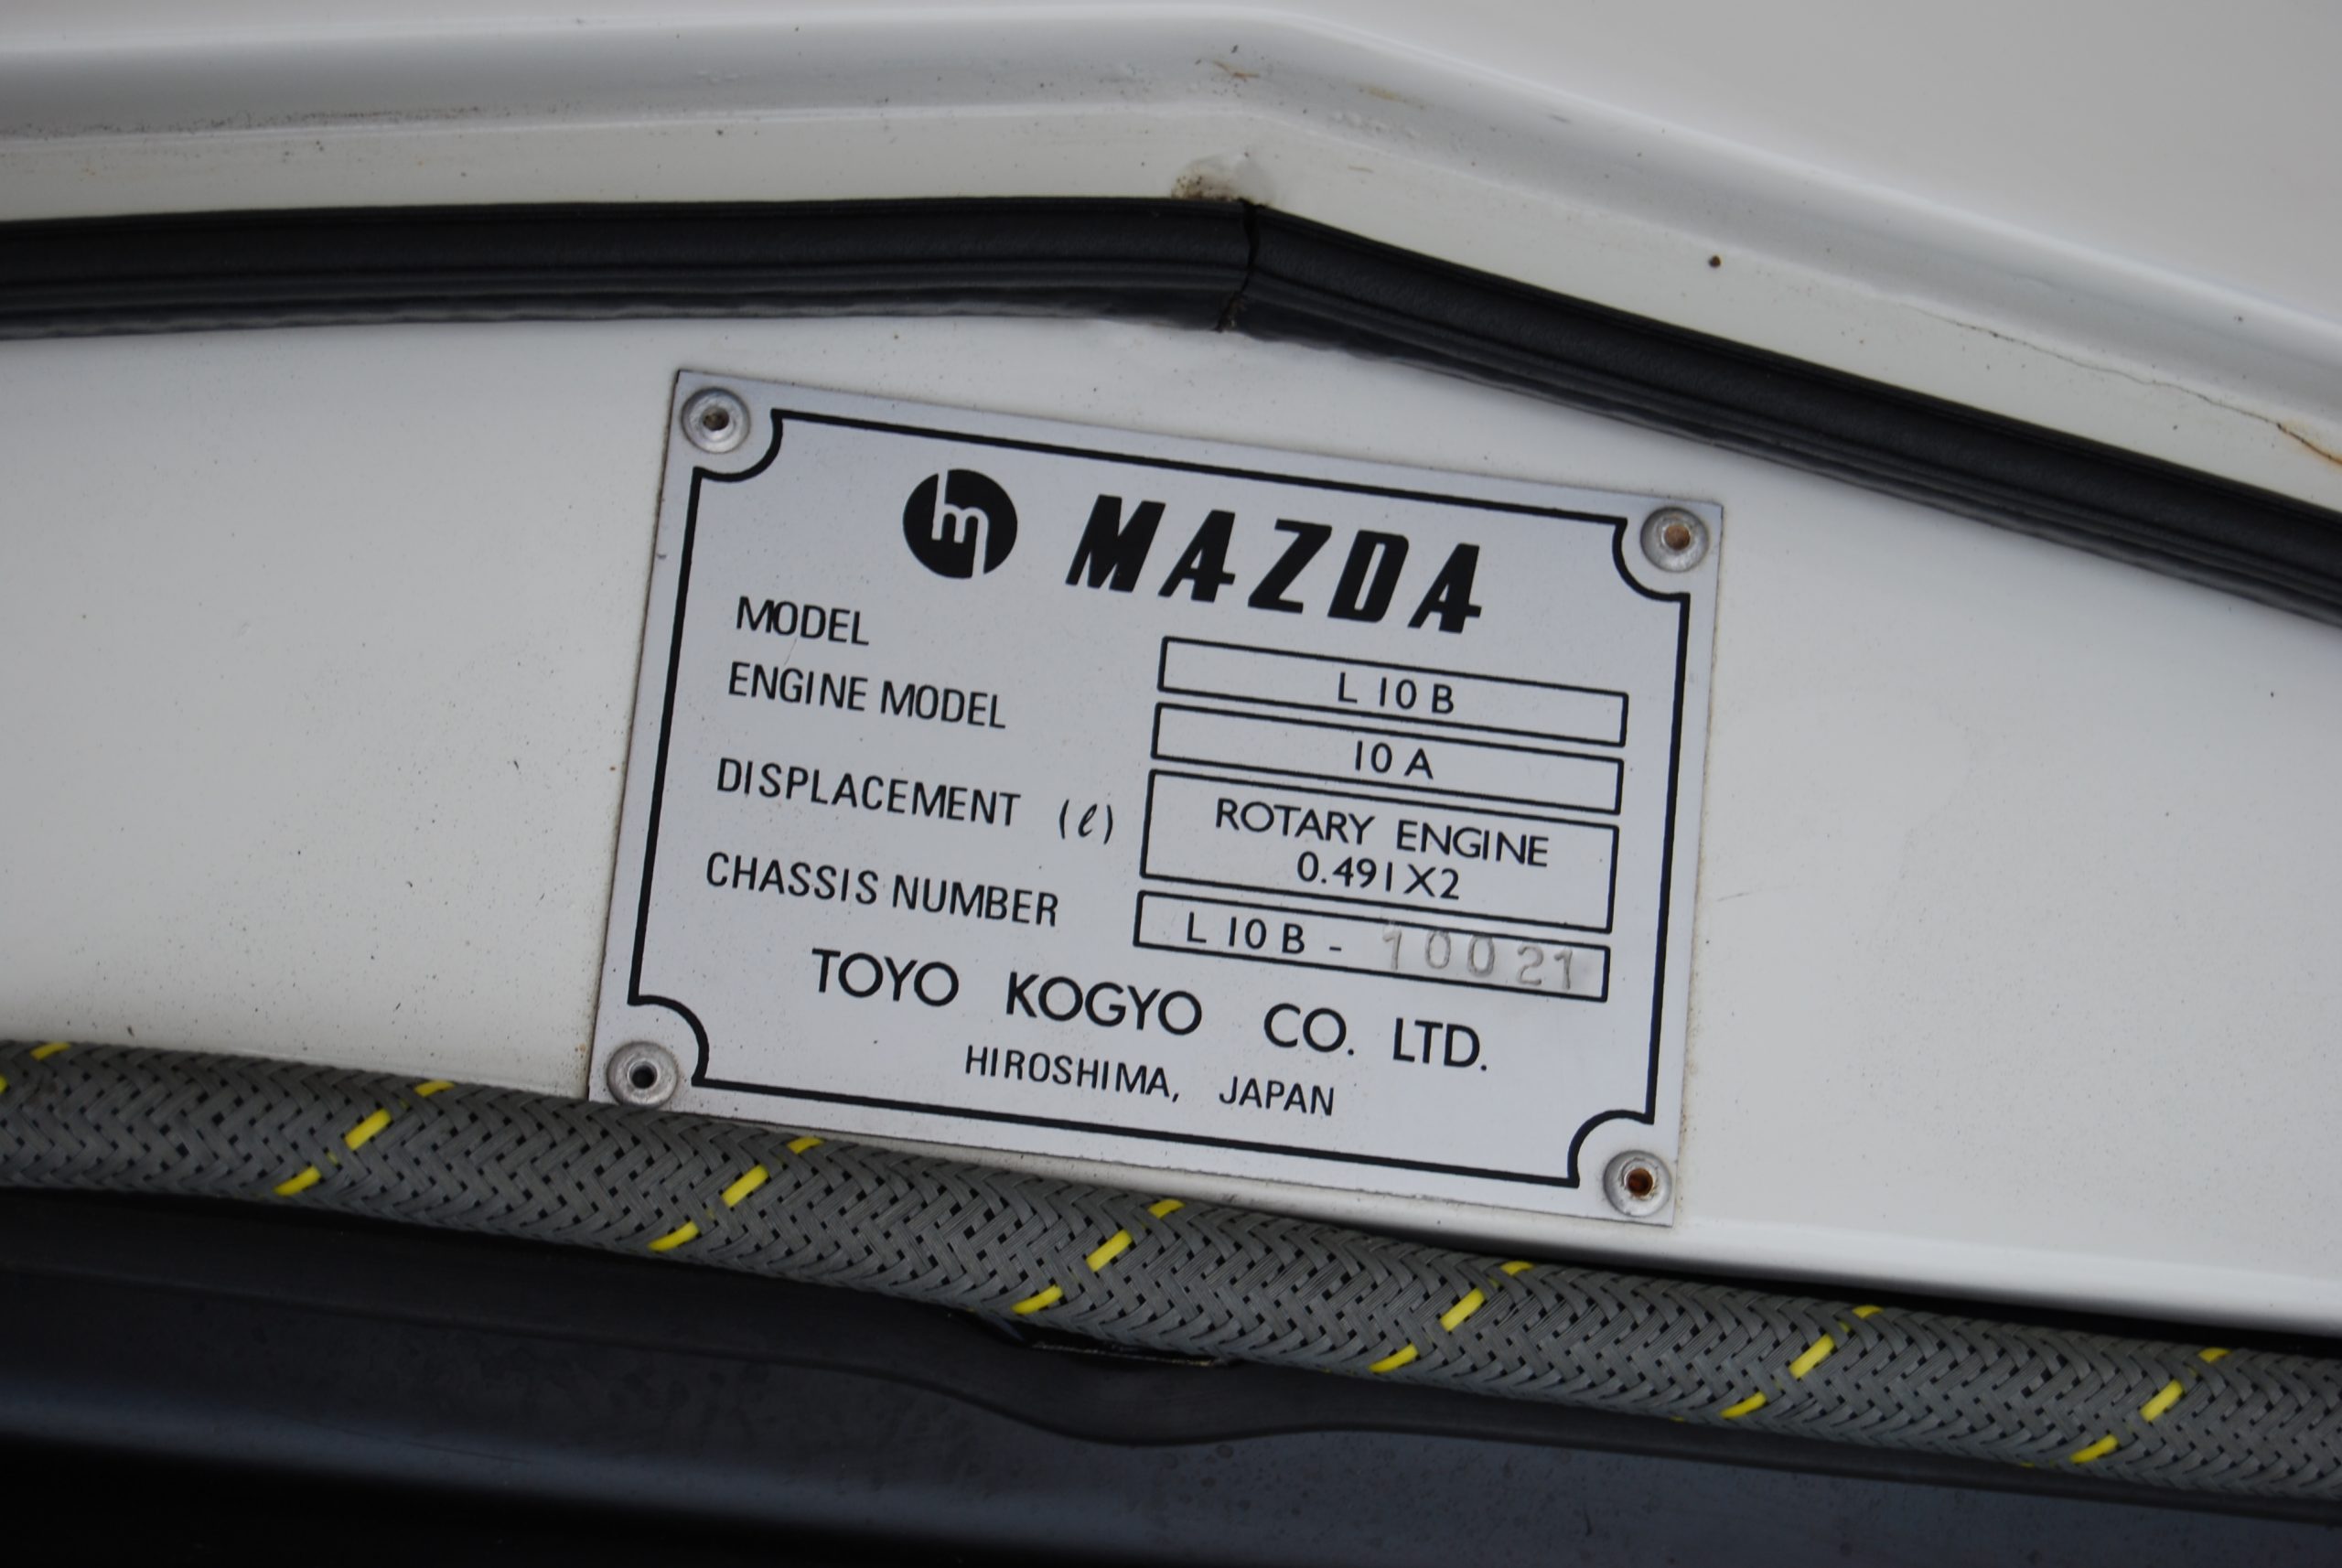 m MAZDA
MODEL L10B
ENGINE MODEL 10A
DISPLACEMENT (ℓ) ROTARY ENGINE
0.491X2
CHASSIS NUMBER L10B - 10021
TOYO KOGYO CO. LTD.
HIROSHIMA, JAPAN